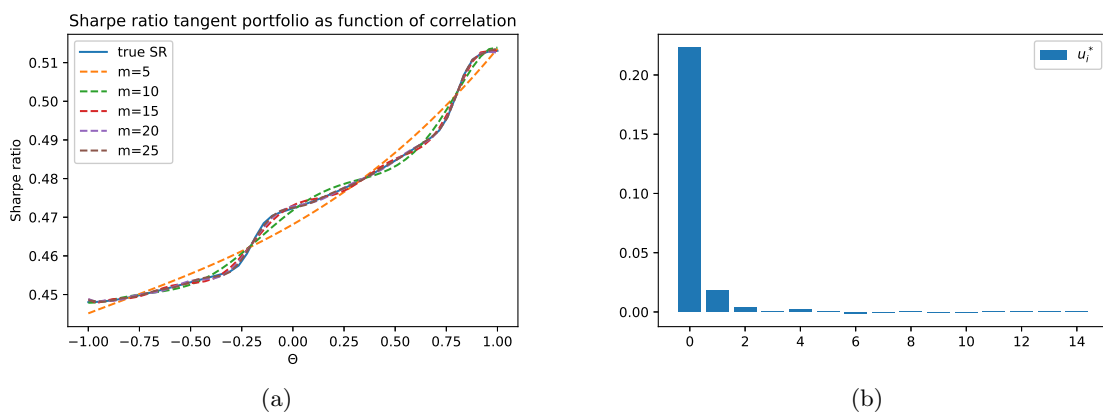 Sharpe ratio tangent portfolio as function of correlation
Sharpe ratio
0.51
0.50
0.49
0.48
0.47
0.46
0.45
true SR
m=5
m=10
m=15
m=20
m=25
−1.00 −0.75 −0.50 −0.25 0.00 0.25 0.50 0.75 1.00
Θ
(a)
0.20
0.15
0.10
0.05
0.00
u_i^*
0 2 4 6 8 10 12 14
(b)